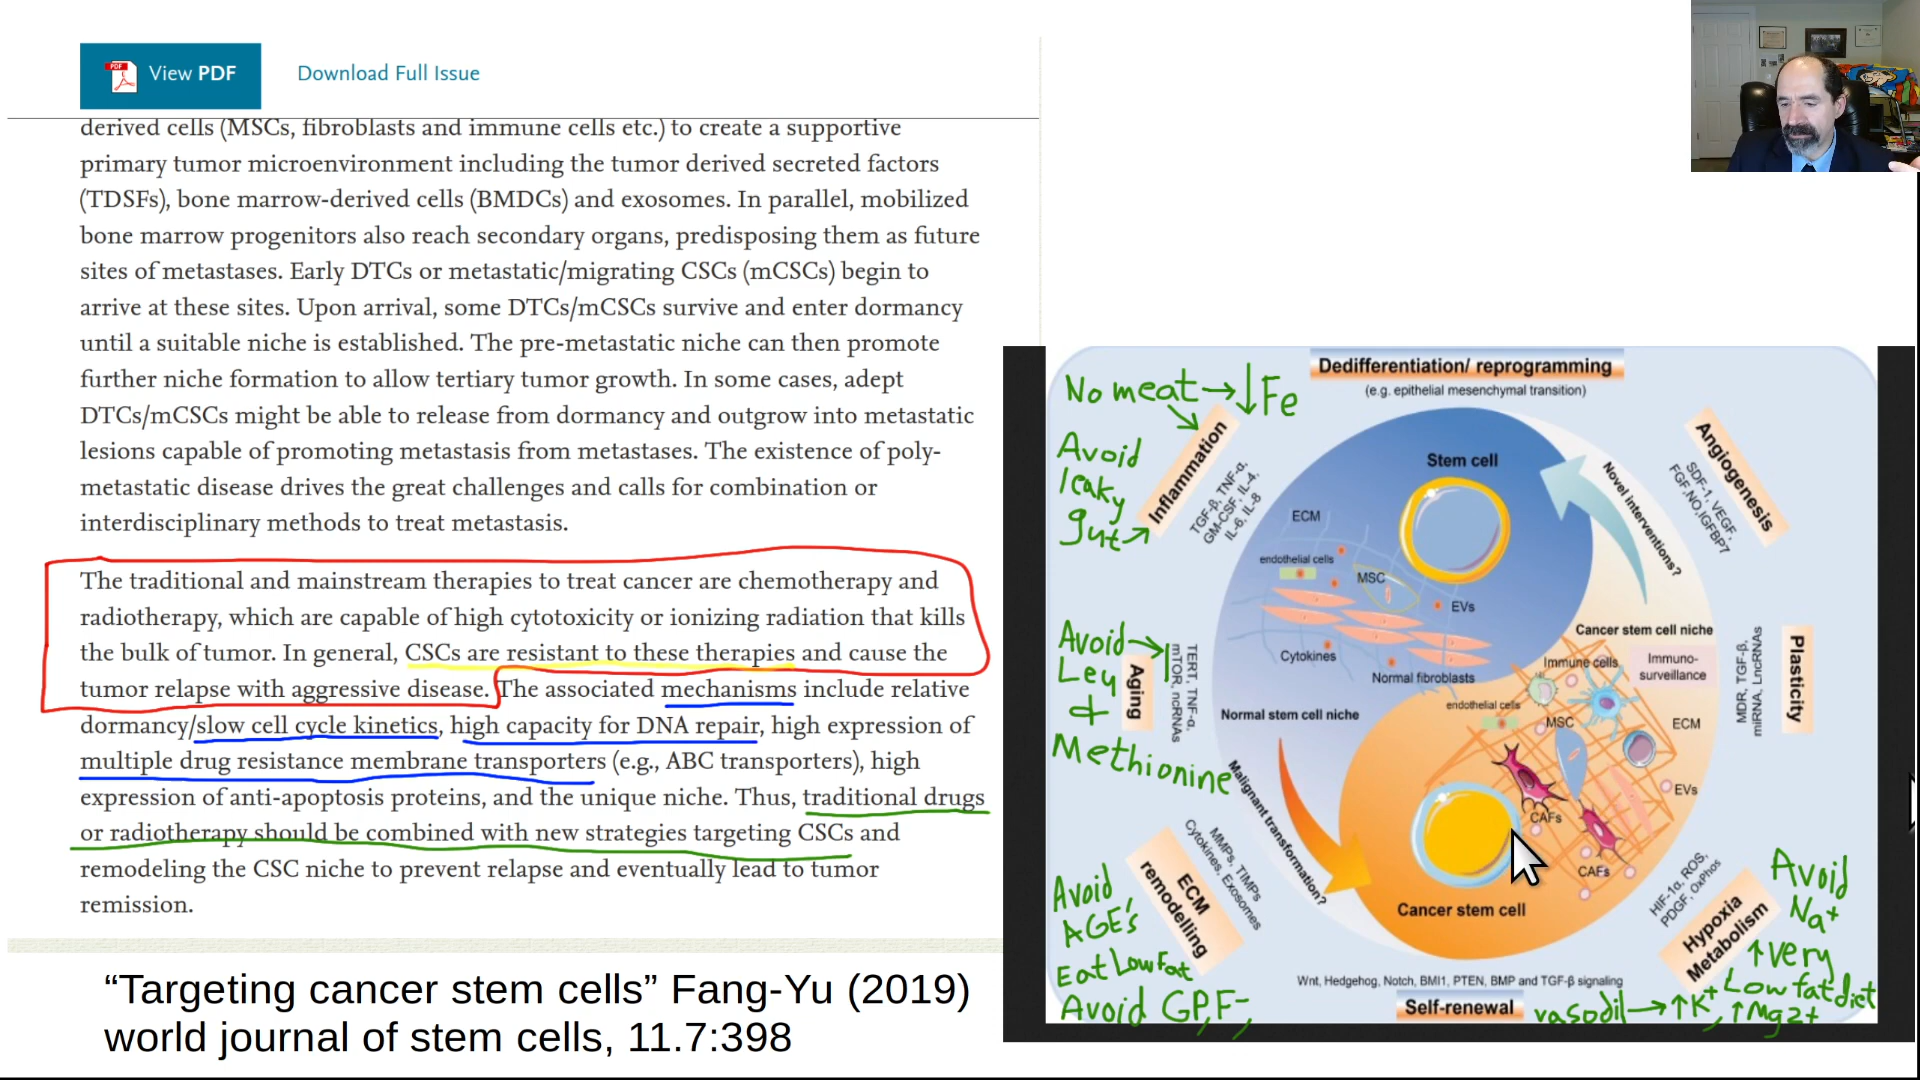 View PDF
Download Full Issue
derived cells (MSCs, fibroblasts and immune cells etc.) to create a supportive
primary tumor microenvironment including the tumor derived secreted factors
(TDSFs), bone marrow-derived cells (BMDCs) and exosomes. In parallel, mobilized
bone marrow progenitors also reach secondary organs, predisposing them as future
sites of metastases. Early DTCs or metastatic/migrating CSCs (mCSCs) begin to
arrive at these sites. Upon arrival, some DTCs/mCSCs survive and enter dormancy
until a suitable niche is established. The pre-metastatic niche can then promote
further niche formation to allow tertiary tumor growth. In some cases, adept
DTCs/mCSCs might be able to release from dormancy and outgrow into metastatic
lesions capable of promoting metastasis from metastases. The existence of poly-
metastatic disease drives the great challenges and calls for combination or
interdisciplinary methods to treat metastasis.
The traditional and mainstream therapies to treat cancer are chemotherapy and
radiotherapy, which are capable of high cytotoxicity or ionizing radiation that kills
the bulk of tumor. In general, CSCs are resistant to these therapies and cause the
tumor relapse with aggressive disease. The associated mechanisms include relative
dormancy/slow cell cycle kinetics, high capacity for DNA repair, high expression of
multiple drug resistance membrane transporters (e.g., ABC transporters), high
expression of anti-apoptosis proteins, and the unique niche. Thus, traditional drugs
or radiotherapy should be combined with new strategies targeting CSCs and
remodeling the CSC niche to prevent relapse and eventually lead to tumor
remission.
“Targeting cancer stem cells” Fang-Yu (2019)
world journal of stem cells, 11.7:398
Dedifferentiation/ reprogramming
(e.g. epithelial mesenchymal transition)
No meat→↓Fe
Avoid
leaky
gut
Inflammation
TGF-β, TNF-α,
GM-CSF, IL-4,
IL-6, IL-8
Angiogenesis
SDF-1, VEGF,
FGF,NO,IGFBP7
Novel interventions?
Stem cell
ECM
endothelial cells
MSC
EVs
Cytokines
Normal fibroblasts
Normal stem cell niche
Avoid
Leu
&
Methionine
Aging
TERT, TNF-α,
mTOR, ncRNAs
Cancer stem cell niche
Immune cells
Immuno-
surveillance
endothelial cells
MSC
ECM
EVs
CAFs
CAFs
Plasticity
MDR, TGF-β,
miRNA, LncRNAs
Malignant transformation?
Cancer stem cell
ECM
remodelling
MMPs, TIMPs
Cytokines, Exosomes
Avoid
AGE's
Eat Low fat
Avoid GP, F-,
Hypoxia
Metabolism
HIF-1α, ROS,
PDGF, OxPhos
Avoid
Na+
↑very
Low fat diet
vasodil→↑K+, ↑Mg2+
Wnt, Hedgehog, Notch, BMI1, PTEN, BMP and TGF-β signaling
Self-renewal